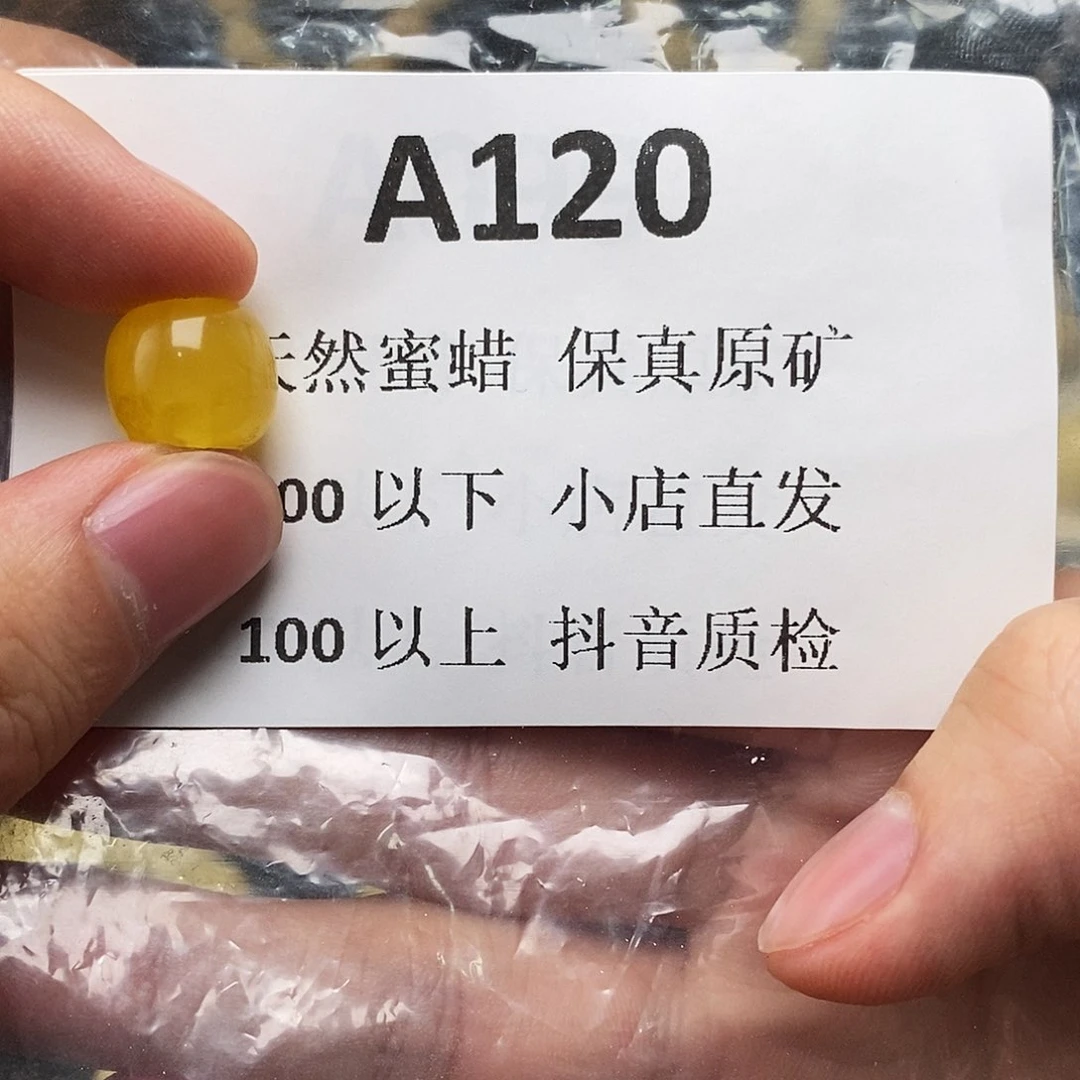 A120
然蜜蜡 保真原矿
00 以下 小店直发
100 以上 抖音质检